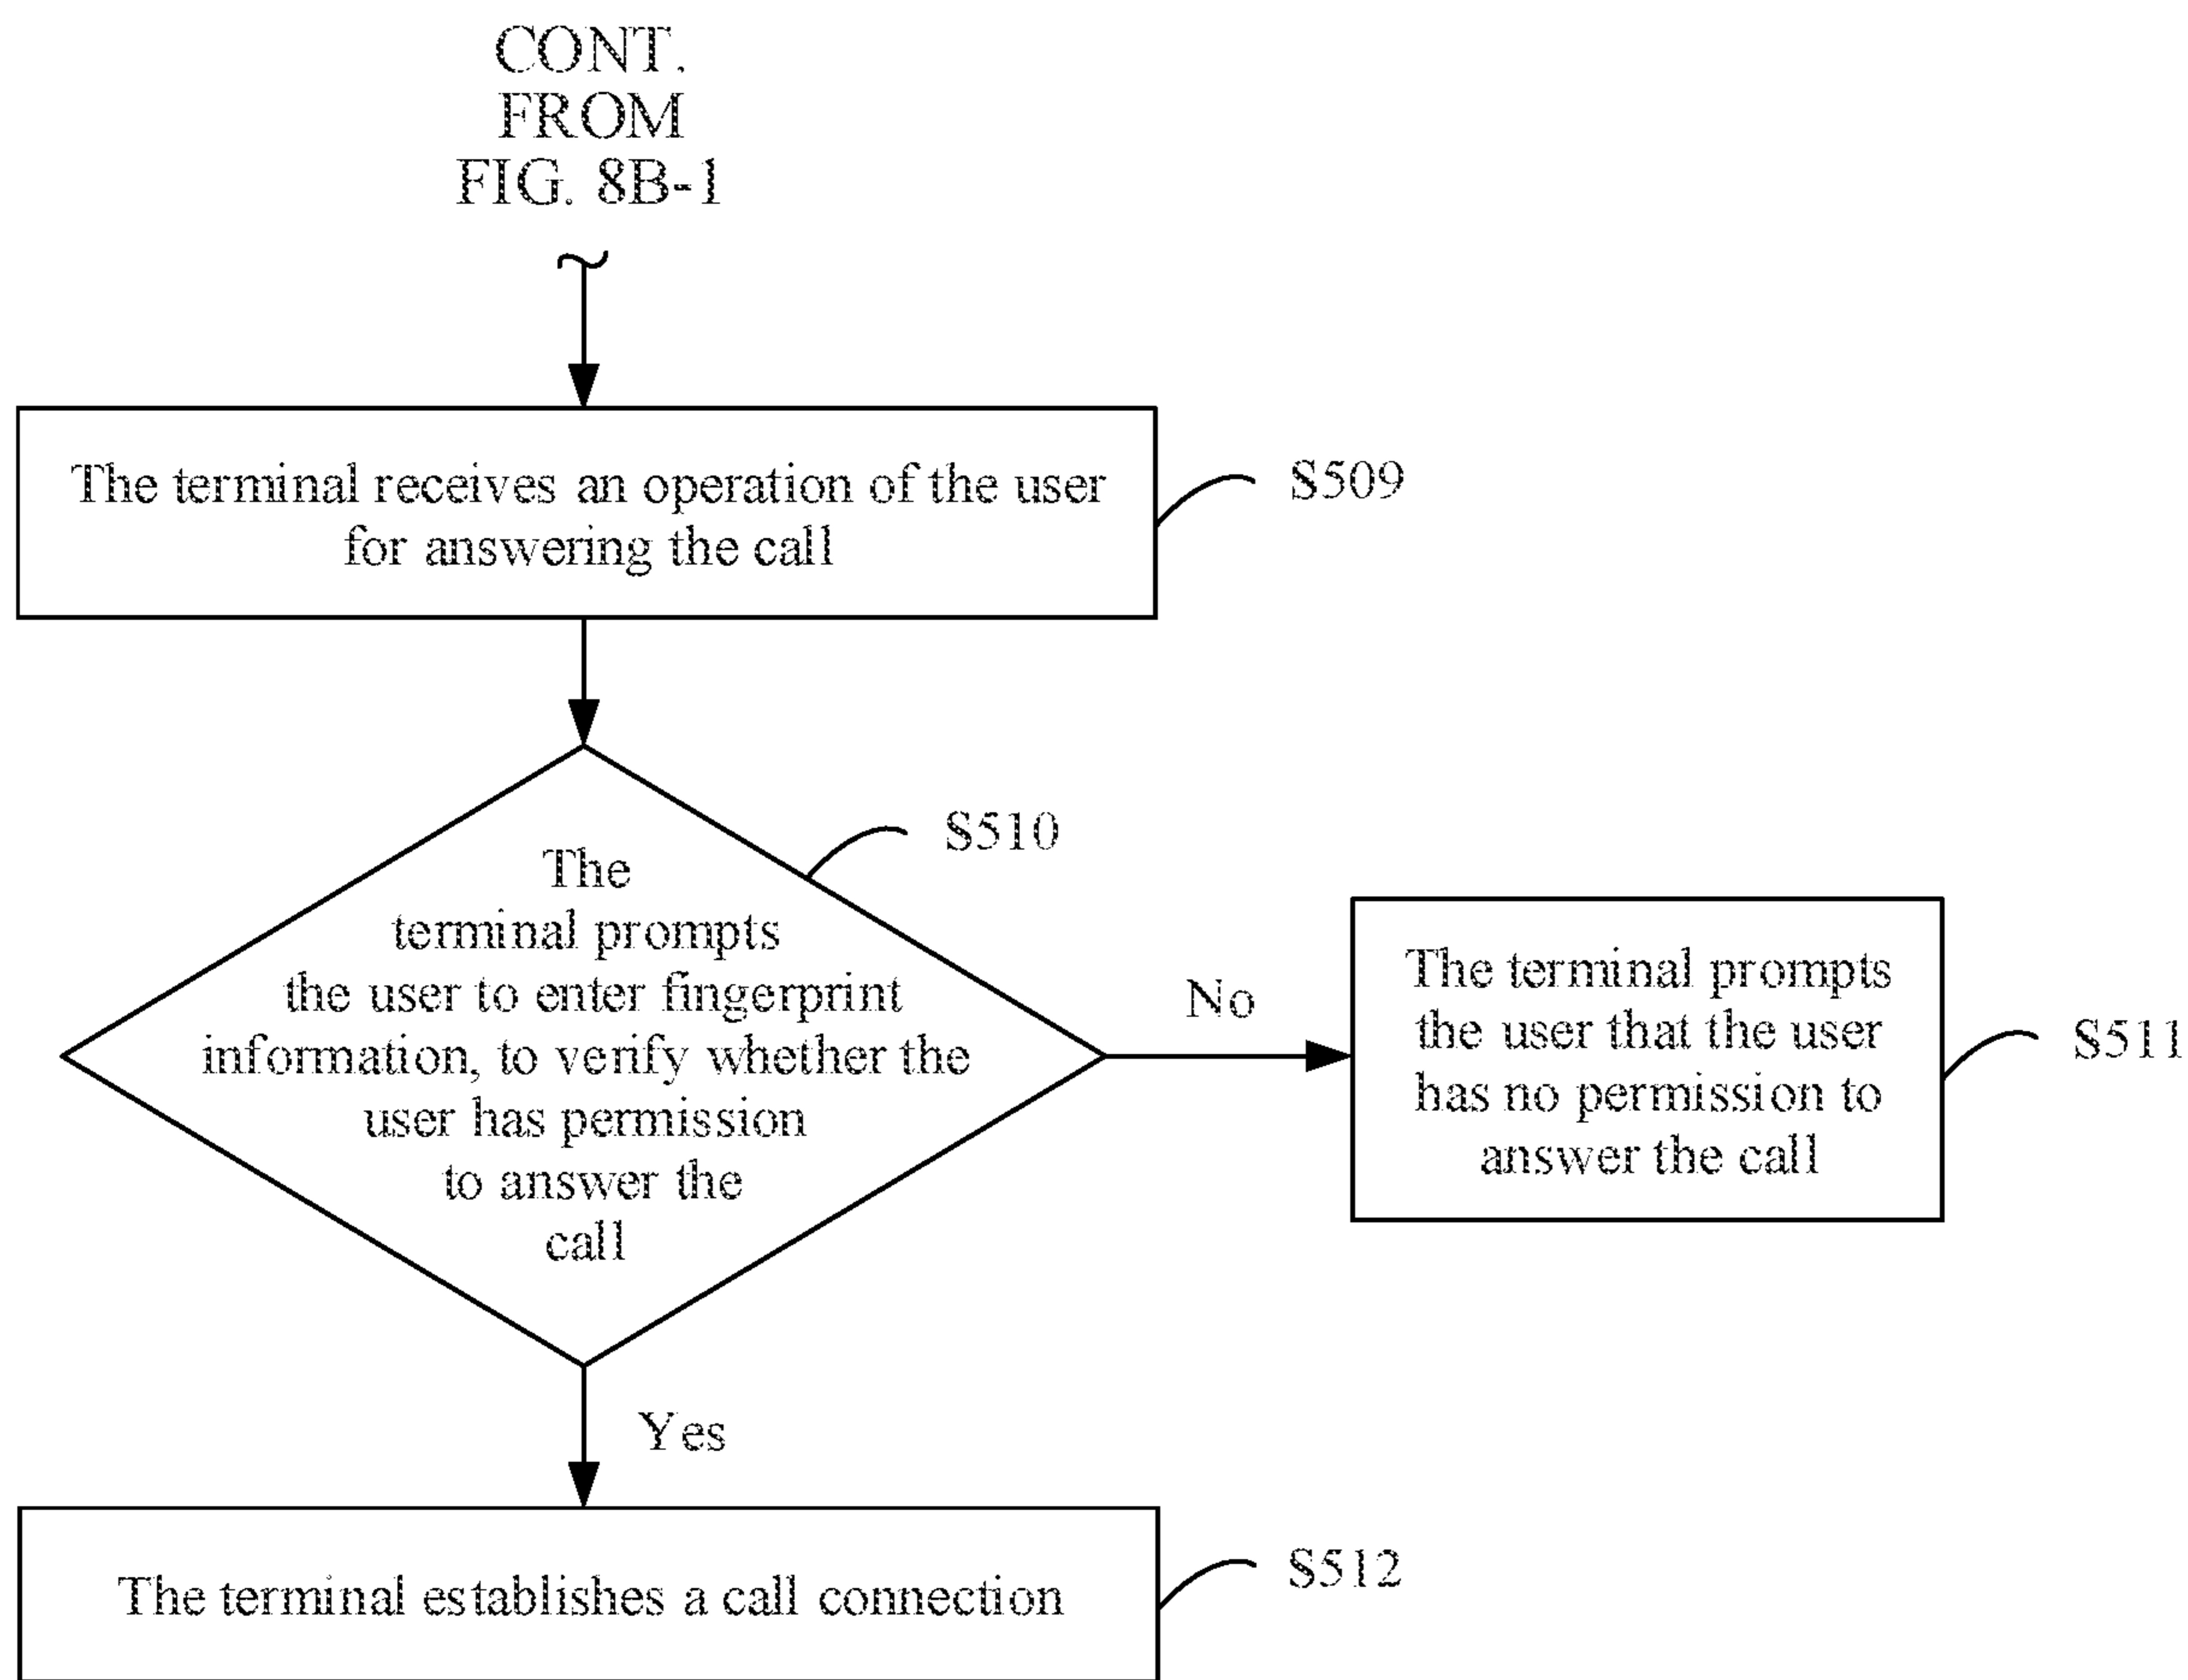 CONT.
FROM
FIG. 8B-1
The terminal receives an operation of the user
for answering the call
S509
The
terminal prompts
the user to enter fingerprint
information, to verify whether the
user has permission
to answer the
call
S510
No
The terminal prompts
the user that the user
has no permission to
answer the call
S511
Yes
The terminal establishes a call connection
S512